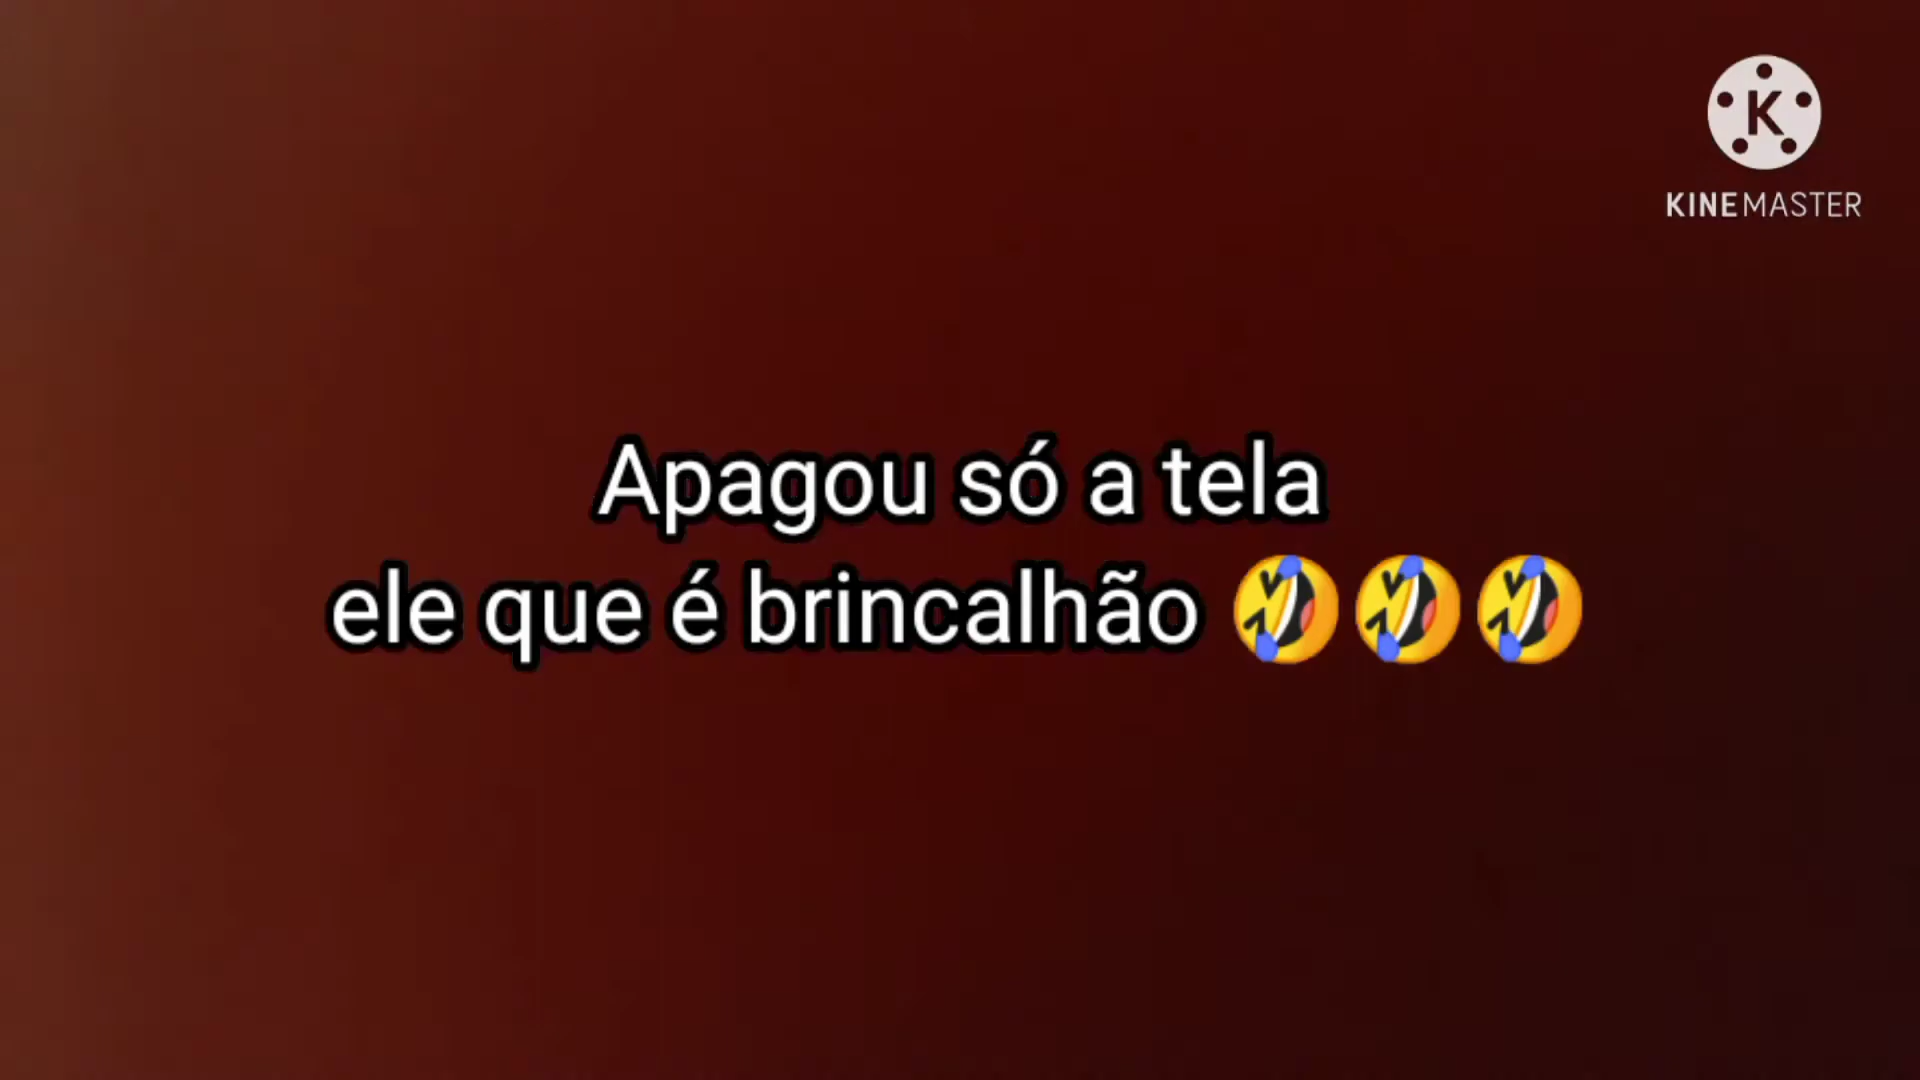 K
KINEMASTER
Apagou só a tela
ele que é brincalhão 🤣🤣🤣